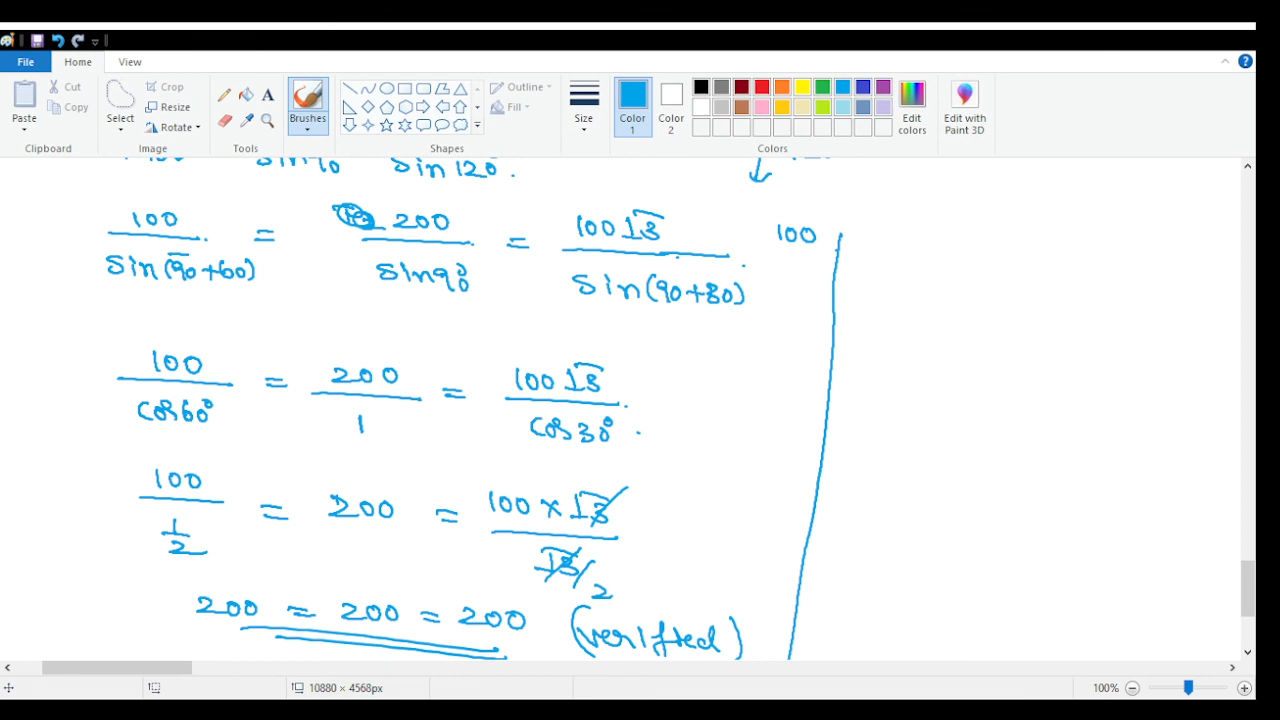 File Home View
Paste Cut Copy Select Crop Resize Rotate A Brushes Outline Fill Size Color 1 Color 2 Edit colors Edit with Paint 3D
Clipboard Image Tools Shapes Colors
sin90 sin120.
100 = 200 = 100√3 100
sin(90+60) sin90° sin(90+30)
100 = 200 = 100√3
cos60° 1 cos30°.
100 = 200 = 100×√3
1/2 √3/2
200 = 200 = 200 (verified)
10880 × 4568px 100%